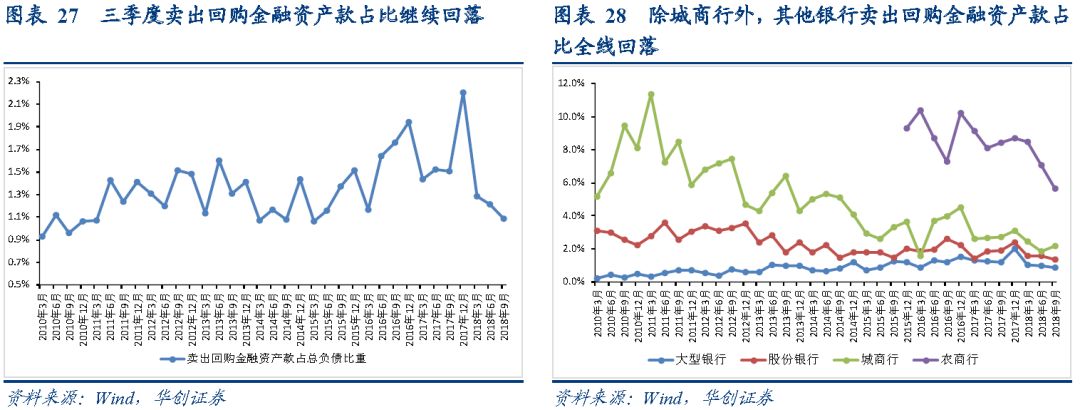 图表 27 三季度卖出回购金融资产款占比继续回落
2.3%
2.1%
1.9%
1.7%
1.5%
1.3%
1.1%
0.9%
0.7%
0.5%
2010年3月
2010年6月
2010年9月
2010年12月
2011年3月
2011年6月
2011年9月
2011年12月
2012年3月
2012年6月
2012年9月
2012年12月
2013年3月
2013年6月
2013年9月
2013年12月
2014年3月
2014年6月
2014年9月
2014年12月
2015年3月
2015年6月
2015年9月
2015年12月
2016年3月
2016年6月
2016年9月
2016年12月
2017年3月
2017年6月
2017年9月
2017年12月
2018年3月
2018年6月
2018年9月
卖出回购金融资产款占总负债比重
资料来源：Wind，华创证券
图表 28 除城商行外，其他银行卖出回购金融资产款占
比全线回落
12.0%
10.0%
8.0%
6.0%
4.0%
2.0%
0.0%
2010年3月
2010年6月
2010年9月
2010年12月
2011年3月
2011年6月
2011年9月
2011年12月
2012年3月
2012年6月
2012年9月
2012年12月
2013年3月
2013年6月
2013年9月
2013年12月
2014年3月
2014年6月
2014年9月
2014年12月
2015年3月
2015年6月
2015年9月
2015年12月
2016年3月
2016年6月
2016年9月
2016年12月
2017年3月
2017年6月
2017年9月
2017年12月
2018年3月
2018年6月
2018年9月
大型银行
股份银行
城商行
农商行
资料来源：Wind，华创证券